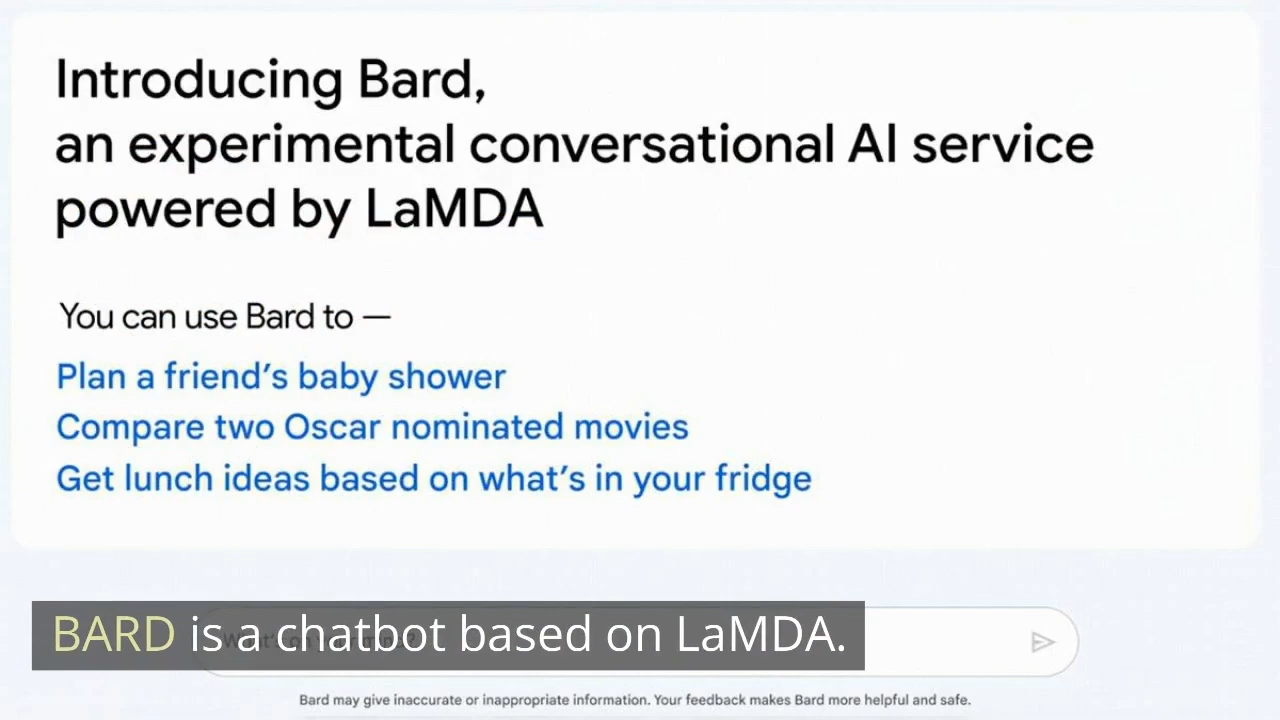 Introducing Bard,
an experimental conversational AI service
powered by LaMDA
You can use Bard to —
Plan a friend's baby shower
Compare two Oscar nominated movies
Get lunch ideas based on what's in your fridge
BARD is a chatbot based on LaMDA.
Bard may give inaccurate or inappropriate information. Your feedback makes Bard more helpful and safe.